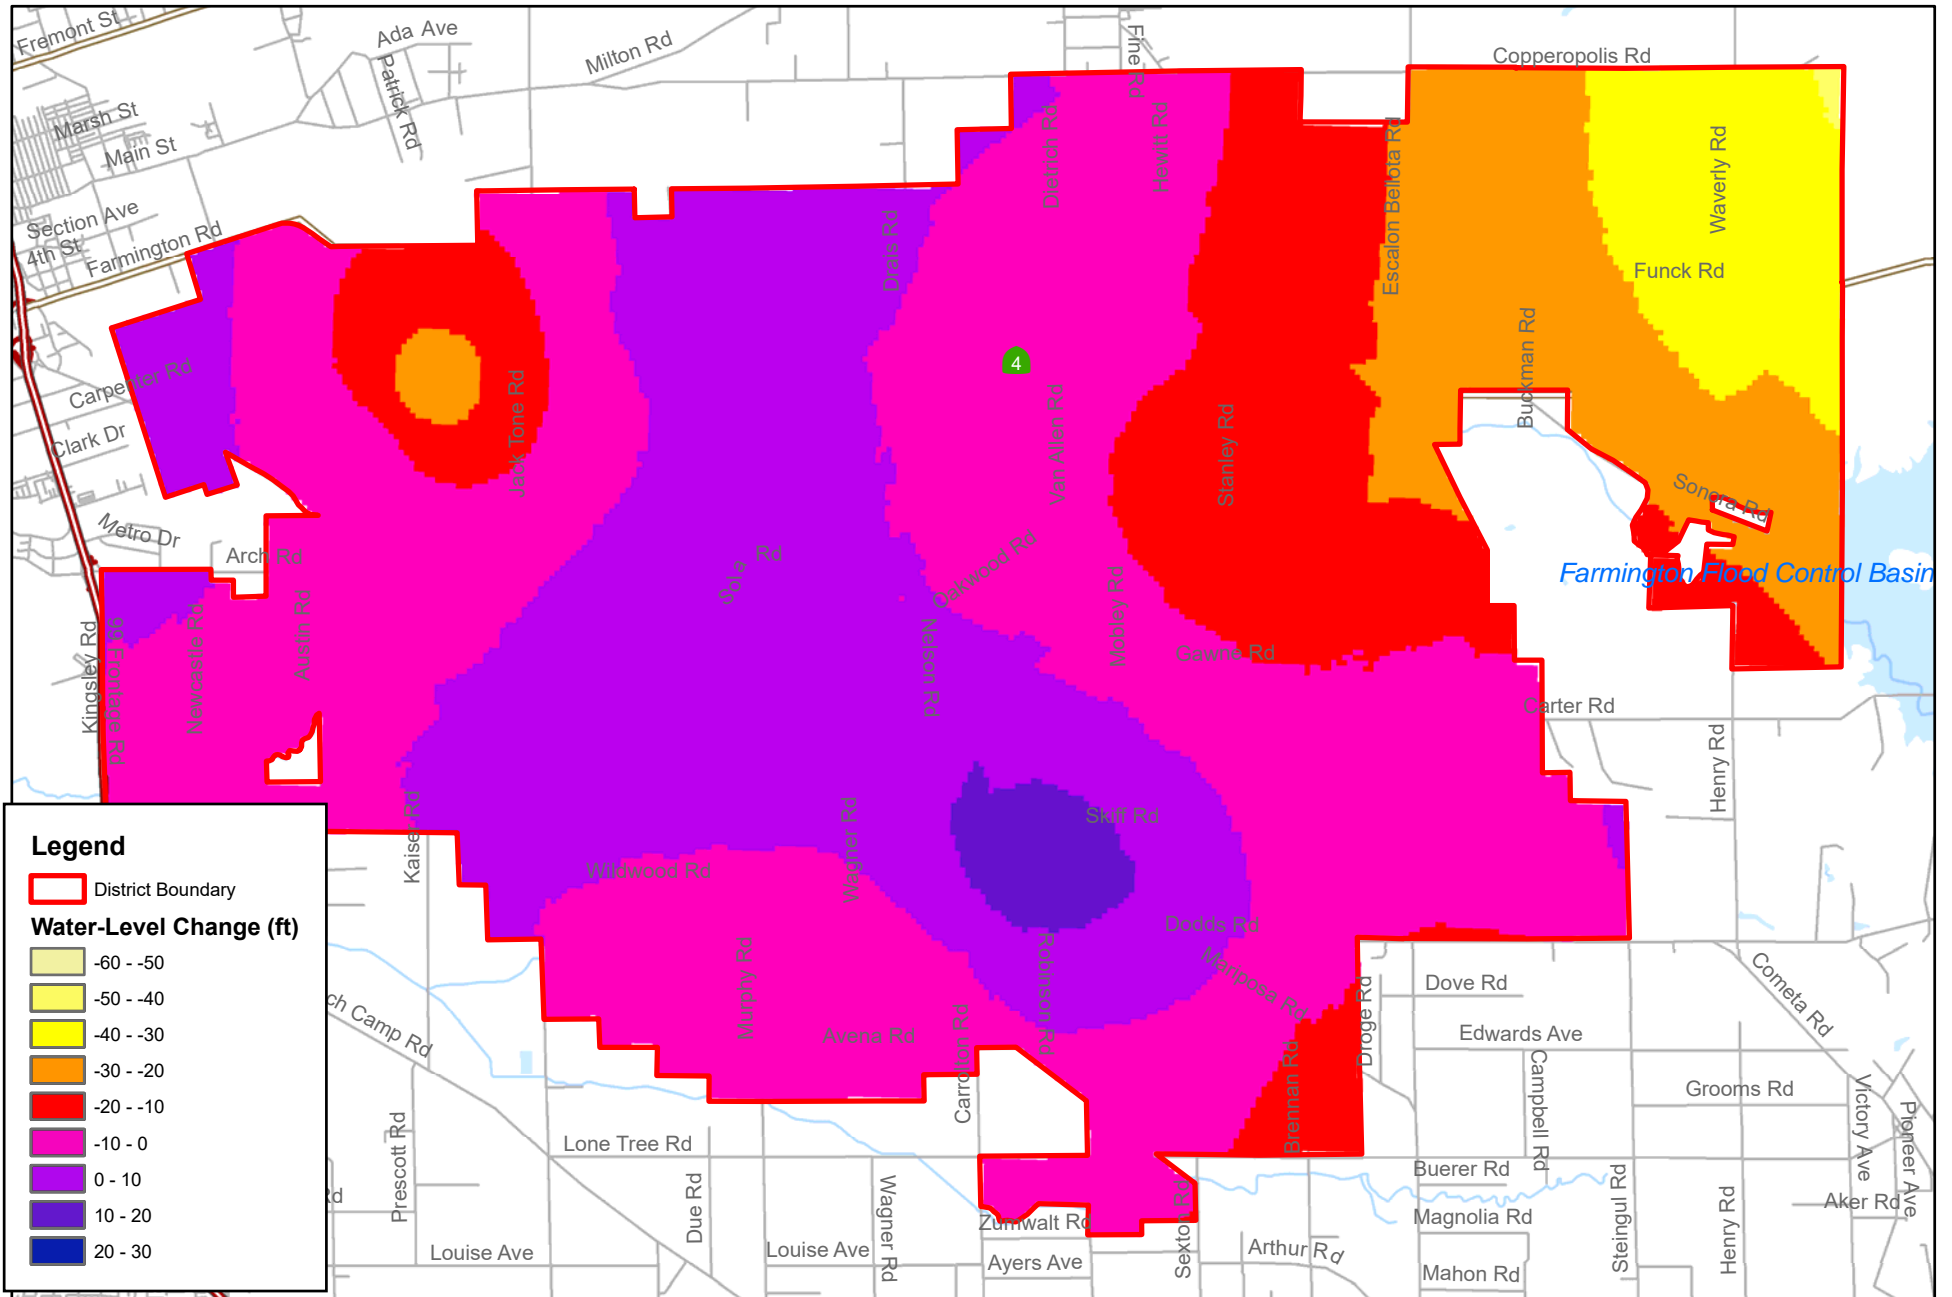 Fremont St
Ada Ave
Patrick Rd
Milton Rd
Fine Rd
Copperopolis Rd
Marsh St
Main St
Dietrich Rd
Hewitt Rd
Escalon Bellota Rd
Waverly Rd
Section Ave
4th St
Farmington Rd
Drais Rd
Funck Rd
Carpenter Rd
Clark Dr
Jack Tone Rd
4
Van Allen Rd
Stanley Rd
Buckman Rd
Sonora Rd
Metro Dr
Arch Rd
Sola Rd
Oakwood Rd
Farmington Flood Control Basin
Kingsley Rd
99 Frontage Rd
Newcastle Rd
Austin Rd
Nelson Rd
Mobley Rd
Gawne Rd
Carter Rd
Henry Rd
Kaiser Rd
Wagner Rd
Skiff Rd
Wildwood Rd
Dodds Rd
Mariposa Rd
Murphy Rd
Avena Rd
Carrolton Rd
Robinson Rd
Brennan Rd
Droge Rd
Dove Rd
Cometa Rd
Edwards Ave
Campbell Rd
Grooms Rd
Victory Ave
Pioneer Ave
ch Camp Rd
Prescott Rd
Lone Tree Rd
Due Rd
Wagner Rd
Buerer Rd
Aker Rd
Rd
Zumwalt Rd
Sexton Rd
Magnolia Rd
Steingul Rd
Henry Rd
Louise Ave
Louise Ave
Ayers Ave
Arthur Rd
Mahon Rd
Legend
District Boundary
Water-Level Change (ft)
-60 - -50
-50 - -40
-40 - -30
-30 - -20
-20 - -10
-10 - 0
0 - 10
10 - 20
20 - 30